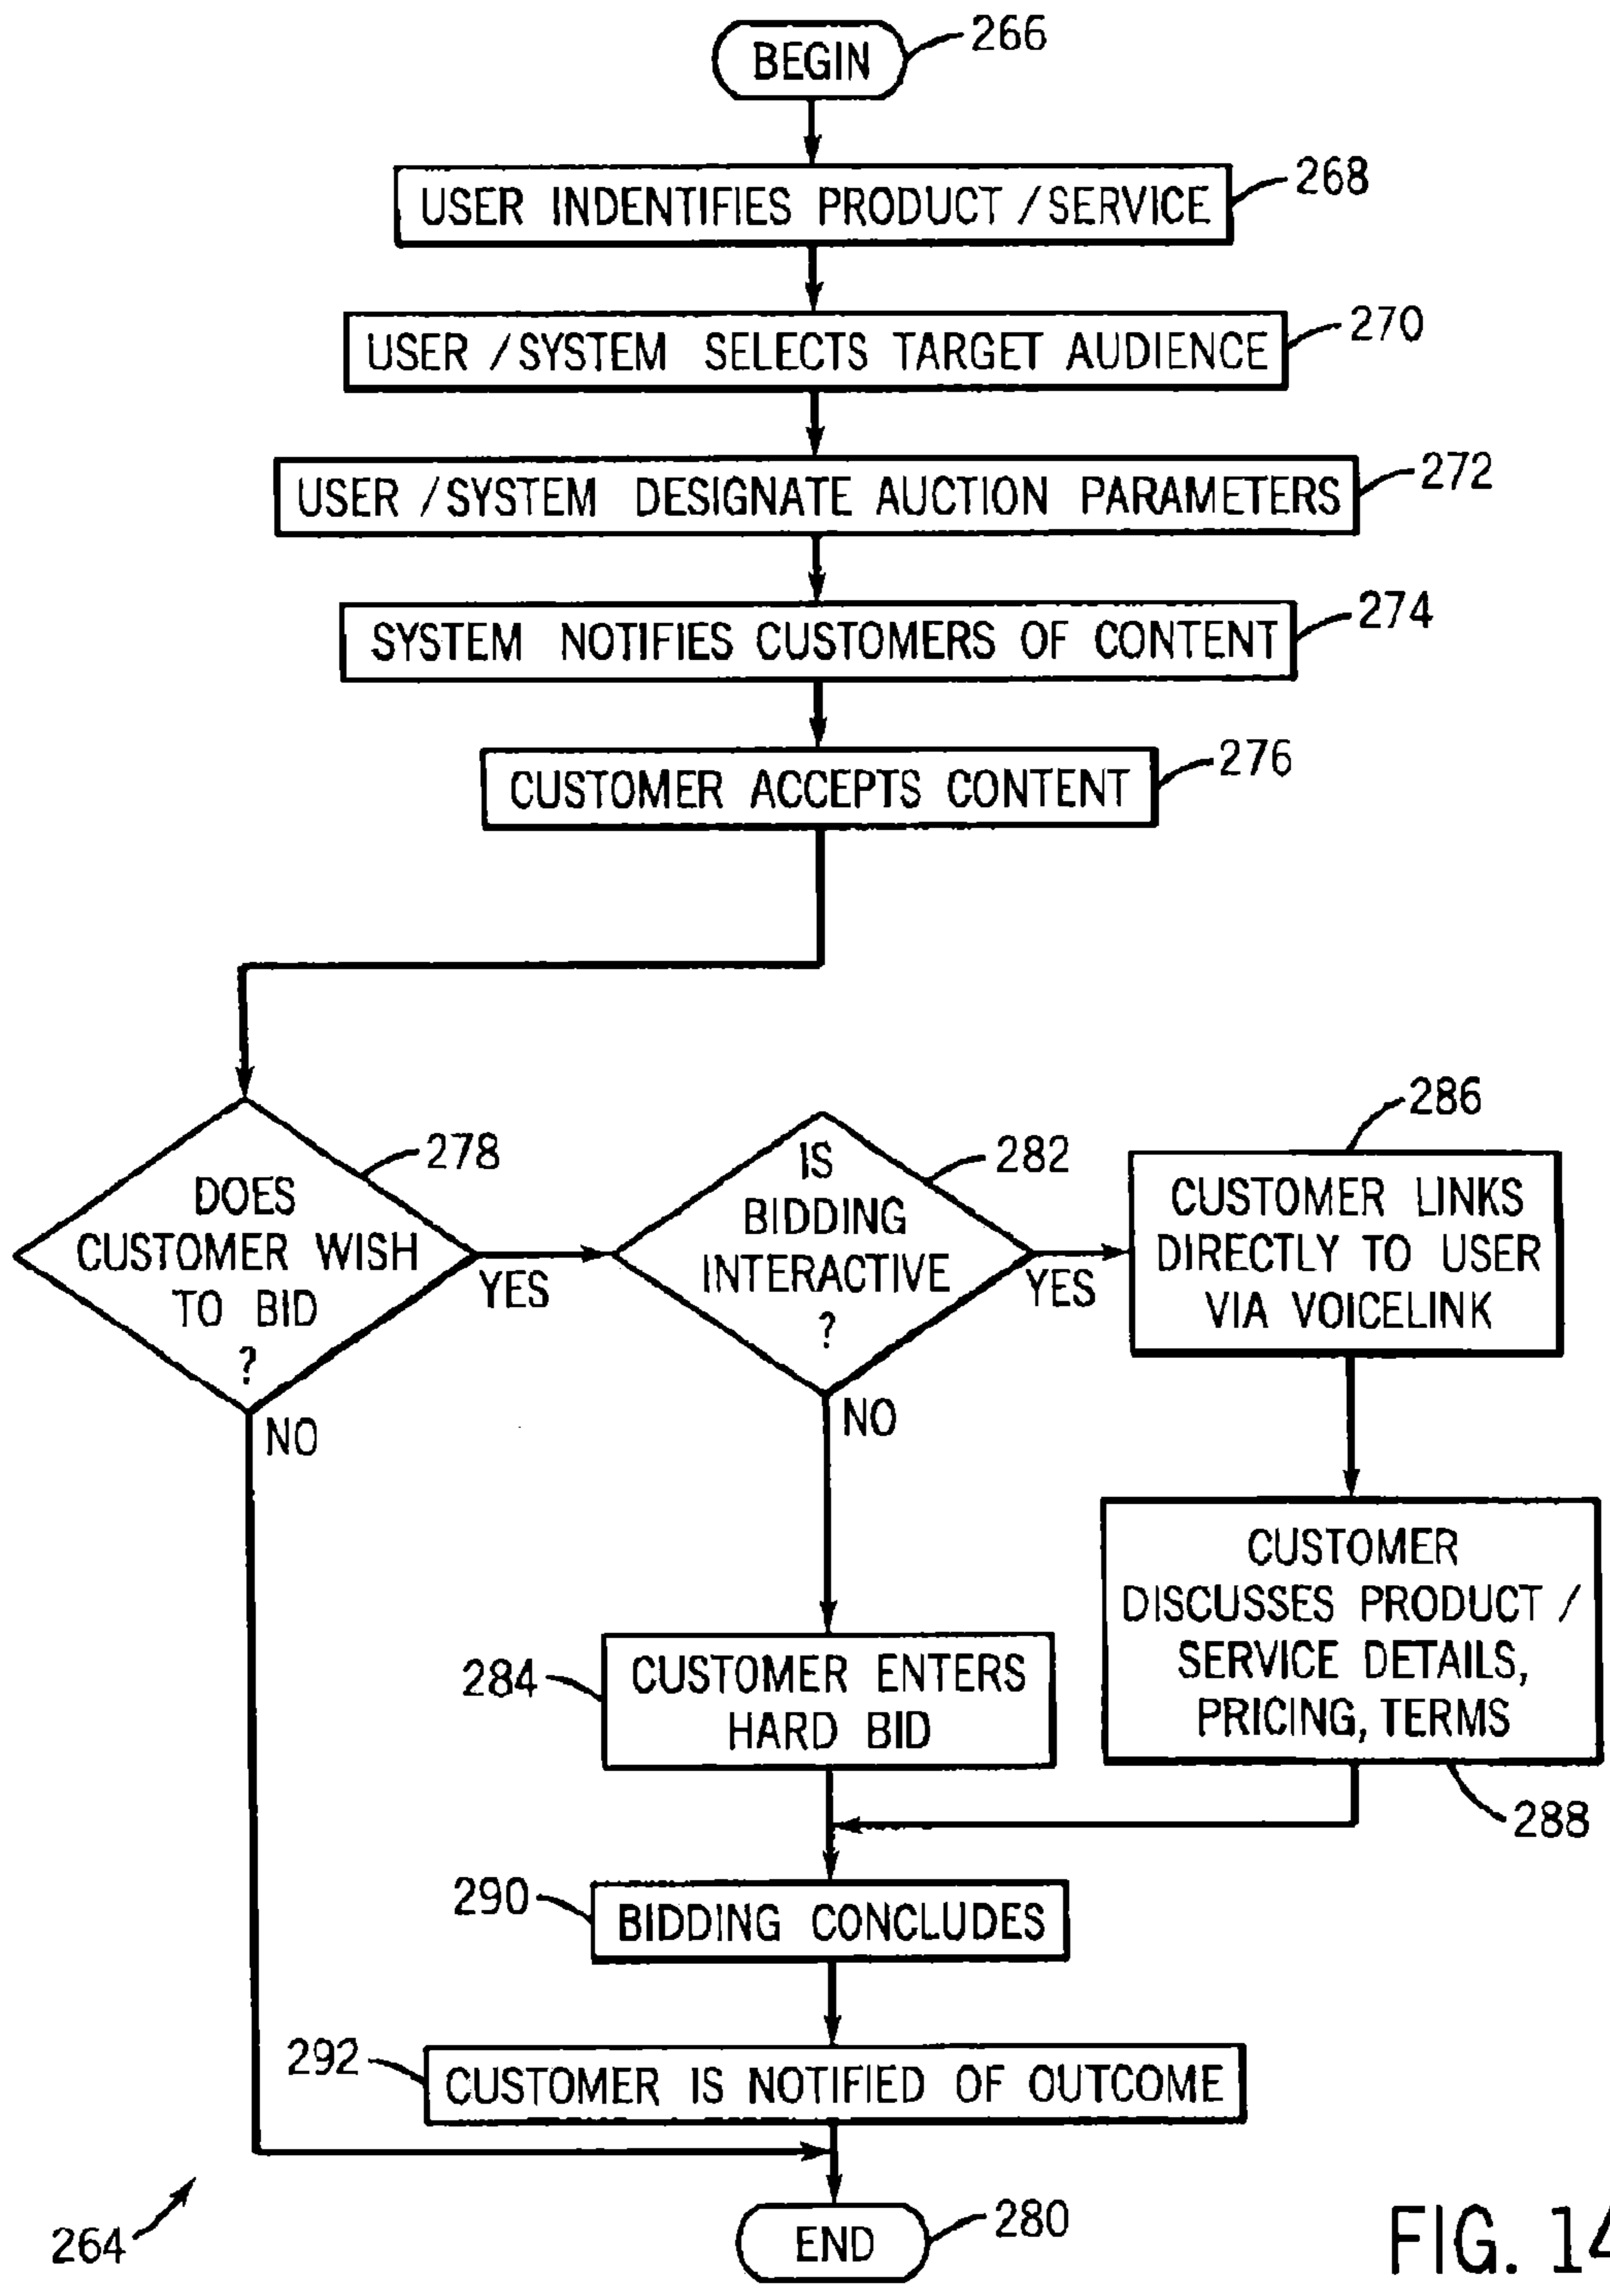 BEGIN
266
USER INDENTIFIES PRODUCT / SERVICE
268
USER / SYSTEM SELECTS TARGET AUDIENCE
270
USER / SYSTEM DESIGNATE AUCTION PARAMETERS
272
SYSTEM NOTIFIES CUSTOMERS OF CONTENT
274
CUSTOMER ACCEPTS CONTENT
276
DOES
CUSTOMER WISH
TO BID
?
278
YES
NO
IS
BIDDING
INTERACTIVE
?
282
YES
NO
286
CUSTOMER LINKS
DIRECTLY TO USER
VIA VOICELINK
CUSTOMER
DISCUSSES PRODUCT /
SERVICE DETAILS,
PRICING, TERMS
288
284
CUSTOMER ENTERS
HARD BID
290
BIDDING CONCLUDES
292
CUSTOMER IS NOTIFIED OF OUTCOME
END
280
264
FIG. 14